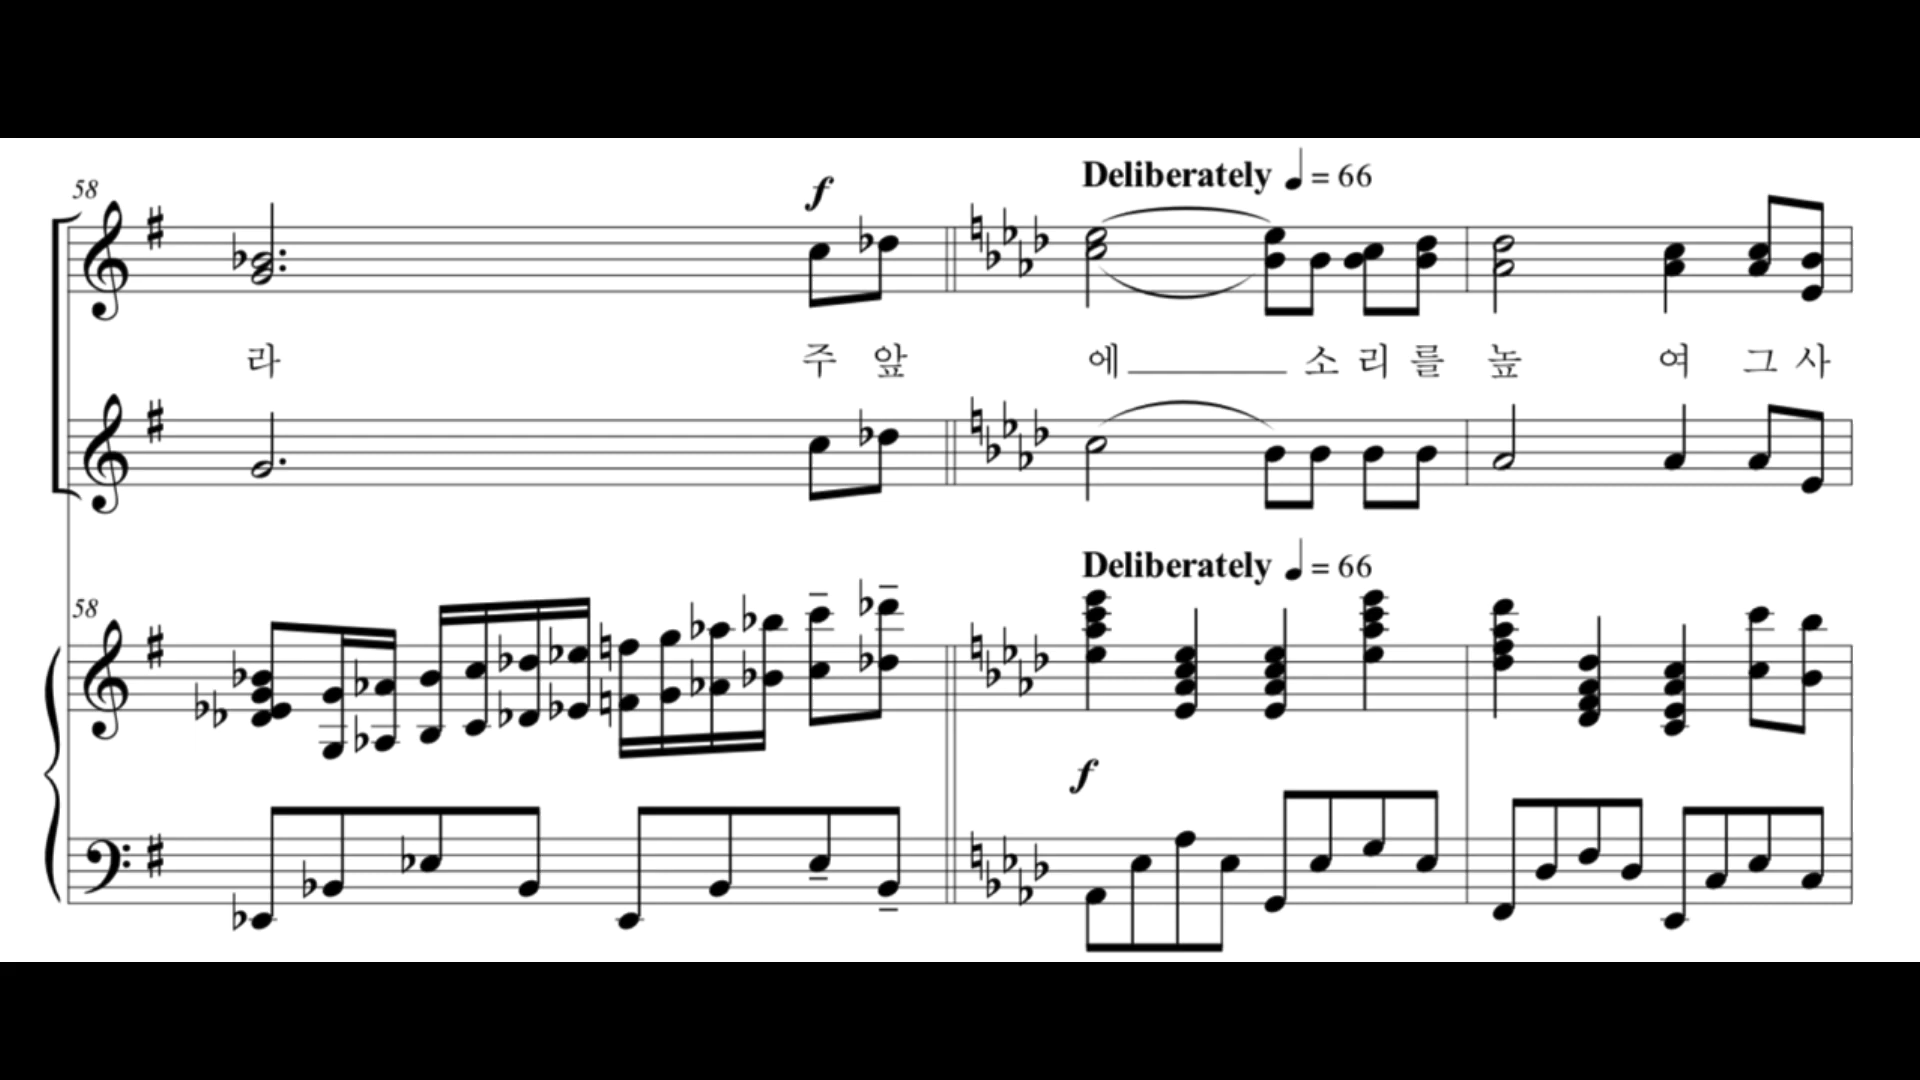 58
f
Deliberately ♩ = 66
라 주 앞 에 소 리 를 높 여 그 사
Deliberately ♩ = 66
58
f